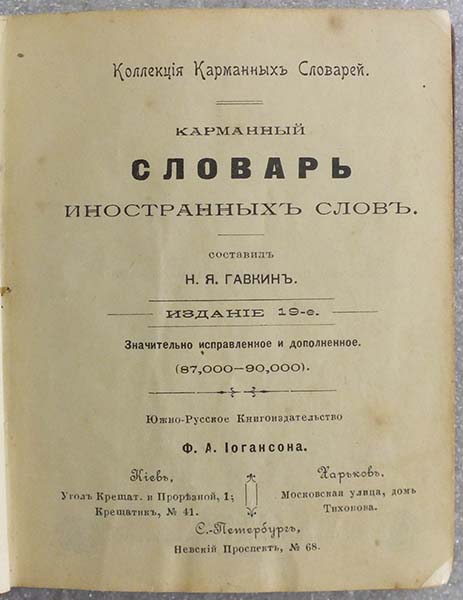 Коллекція Карманныхъ Словарей.
КАРМАННЫЙ
СЛОВАРЬ
ИНОСТРАННЫХЪ СЛОВЪ.
СОСТАВИЛЪ
Н. Я. ГАВКИНЪ.
ИЗДАНІЕ 19-е.
Значительно исправленное и дополненное.
(87,000—90,000).
Южно-Русское Книгоиздательство
Ф. А. Іогансона.
Кіевъ,
Уголъ Крещат. и Прорѣзной, 1;
Крещатикъ, № 41.
Харьковъ.
Московская улица, домъ
Тихонова.
С.-Петербургъ,
Невскій Проспектъ, № 68.